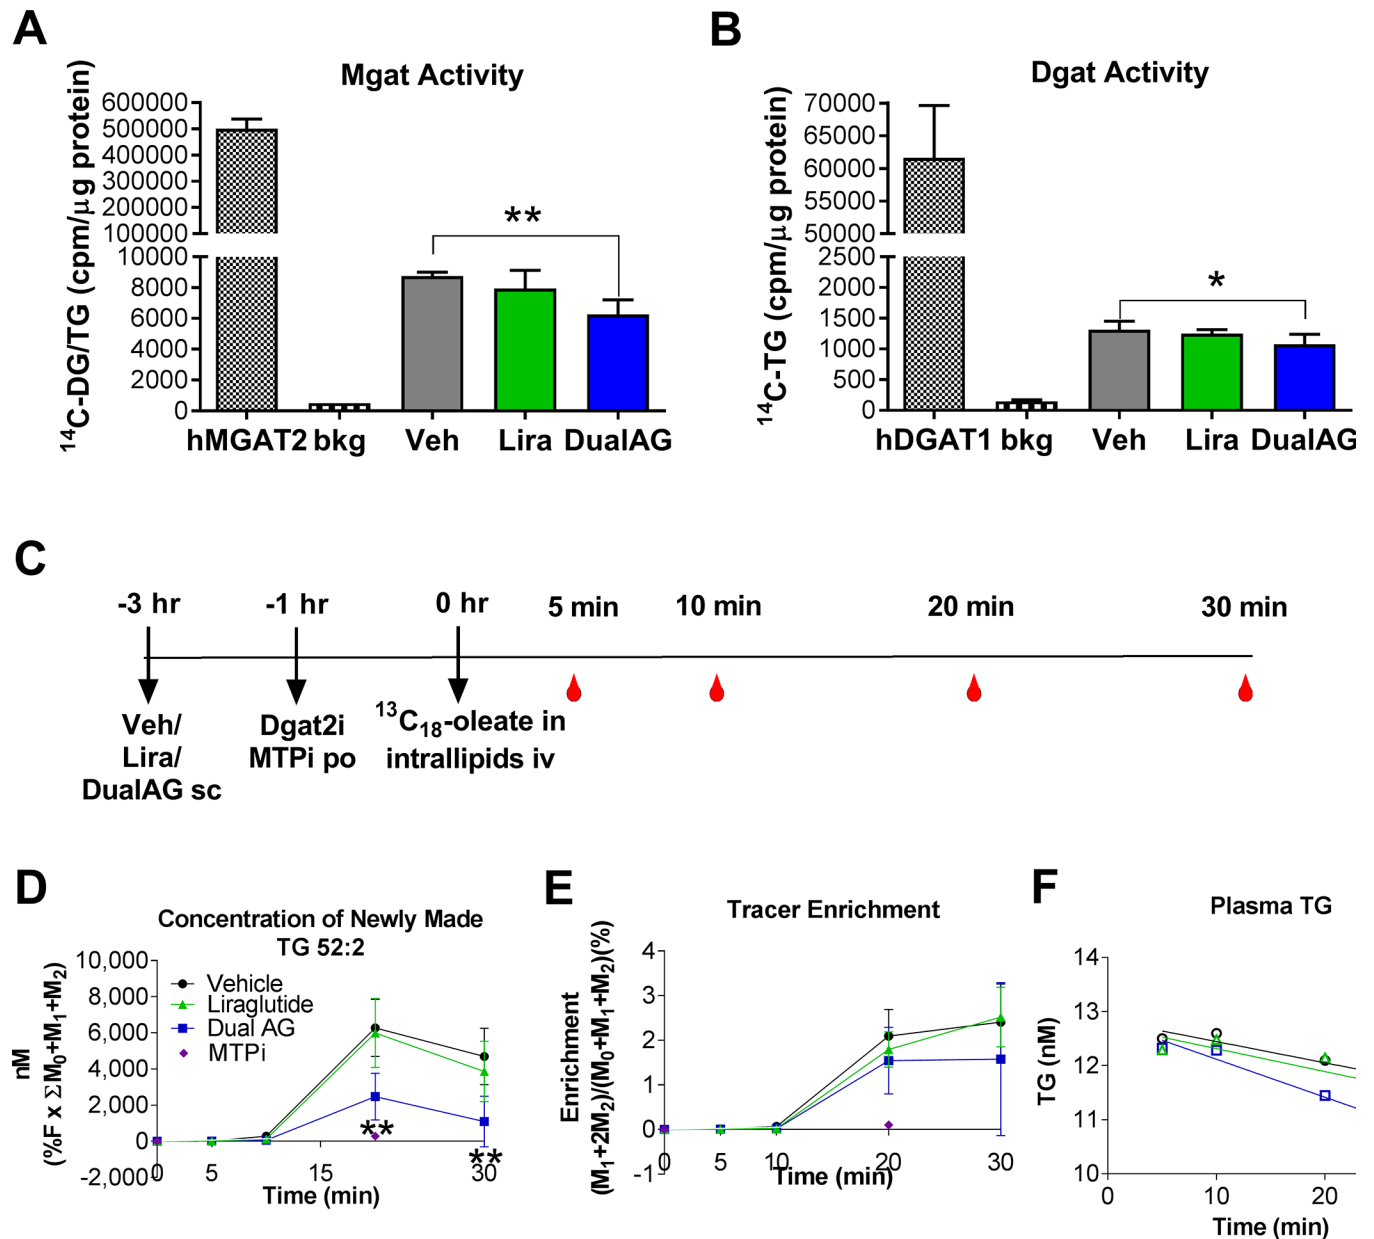 A
Mgat Activity
¹⁴C-DG/TG (cpm/μg protein)
600000
500000
400000
300000
200000
100000
10000
8000
6000
4000
2000
0
**
hMGAT2 bkg Veh Lira DualAG
B
Dgat Activity
¹⁴C-TG (cpm/μg protein)
70000
65000
60000
55000
50000
2500
2000
1500
1000
500
0
*
hDGAT1 bkg Veh Lira DualAG
C
-3 hr -1 hr 0 hr 5 min 10 min 20 min 30 min
Veh/
Lira/
DualAG sc
Dgat2i
MTPi po
¹³C₁₈-oleate in
intrallipids iv
D
Concentration of Newly Made
TG 52:2
nM
(%F x ΣM₀+M₁+M₂)
10,000
8,000
6,000
4,000
2,000
0
-2,000
Vehicle
Liraglutide
Dual AG
MTPi
**
**
0 5 15 30
Time (min)
E
Tracer Enrichment
Enrichment
(M₁+2M₂)/(M₀+M₁+M₂)(%)
4
3
2
1
0
-1
0 5 10 20 30
Time (min)
F
Plasma TG
TG (nM)
14
13
12
11
10
0 10 20
Time (min)